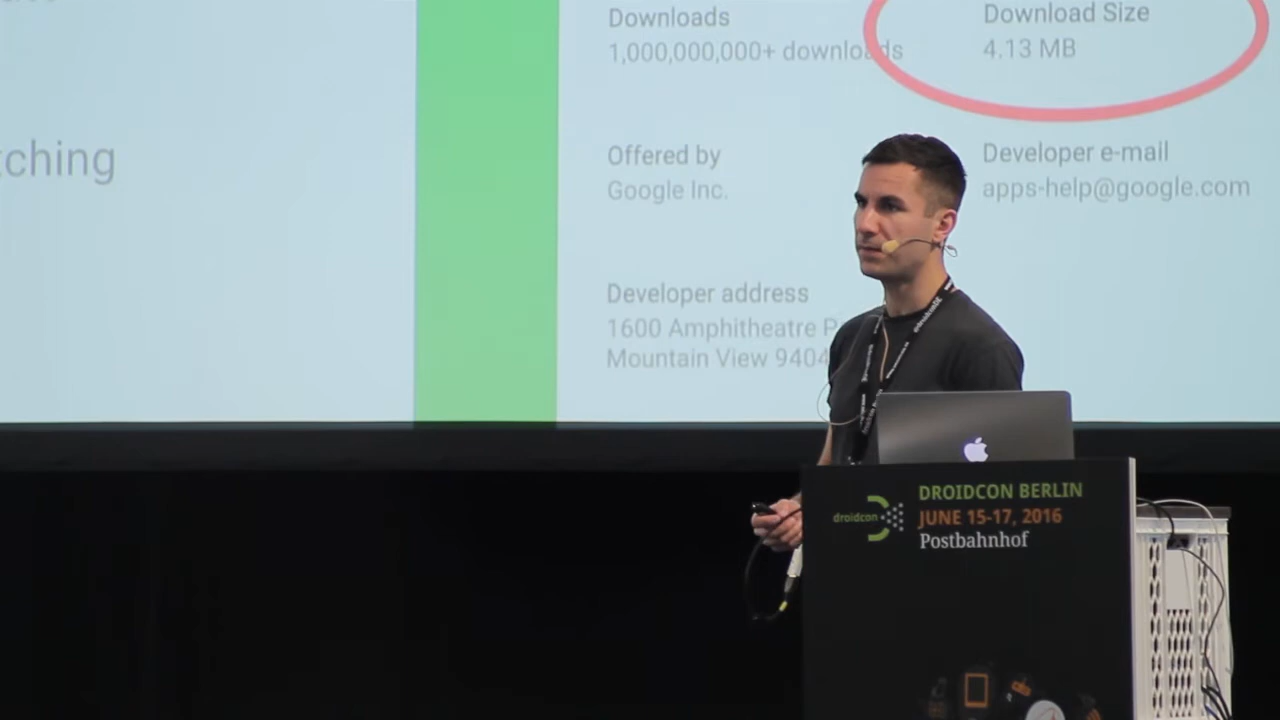 tching
Downloads
1,000,000,000+ downloads
Download Size
4.13 MB
Offered by
Google Inc.
Developer e-mail
apps-help@google.com
Developer address
1600 Amphitheatre P
Mountain View 9404
droidcon
DROIDCON BERLIN
JUNE 15-17, 2016
Postbahnhof